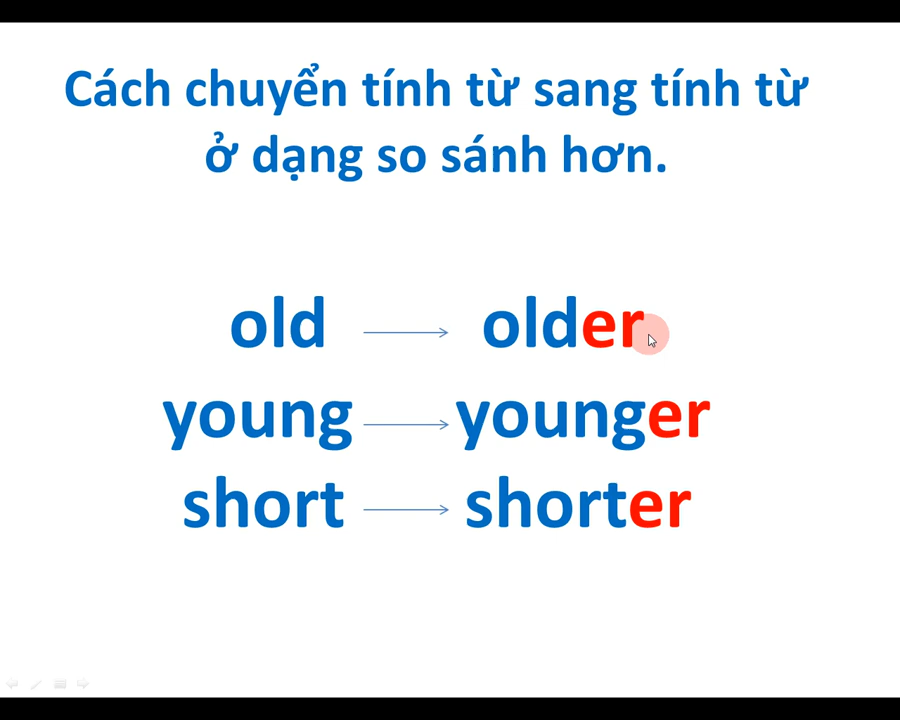 Cách chuyển tính từ sang tính từ
ở dạng so sánh hơn.
old older
young younger
short shorter